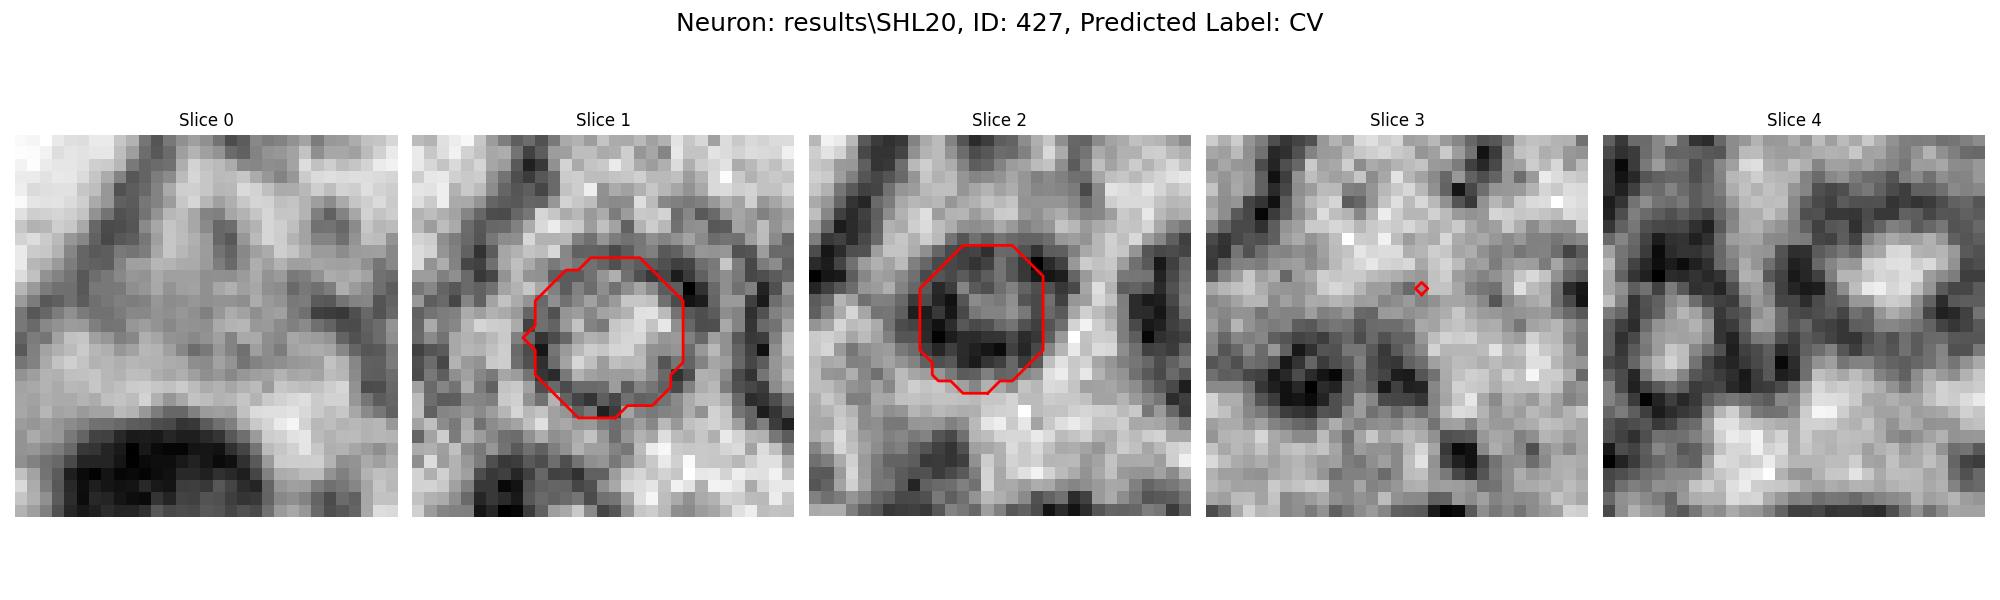 Neuron: results\SHL20, ID: 427, Predicted Label: CV
Slice 0
Slice 1
Slice 2
Slice 3
Slice 4